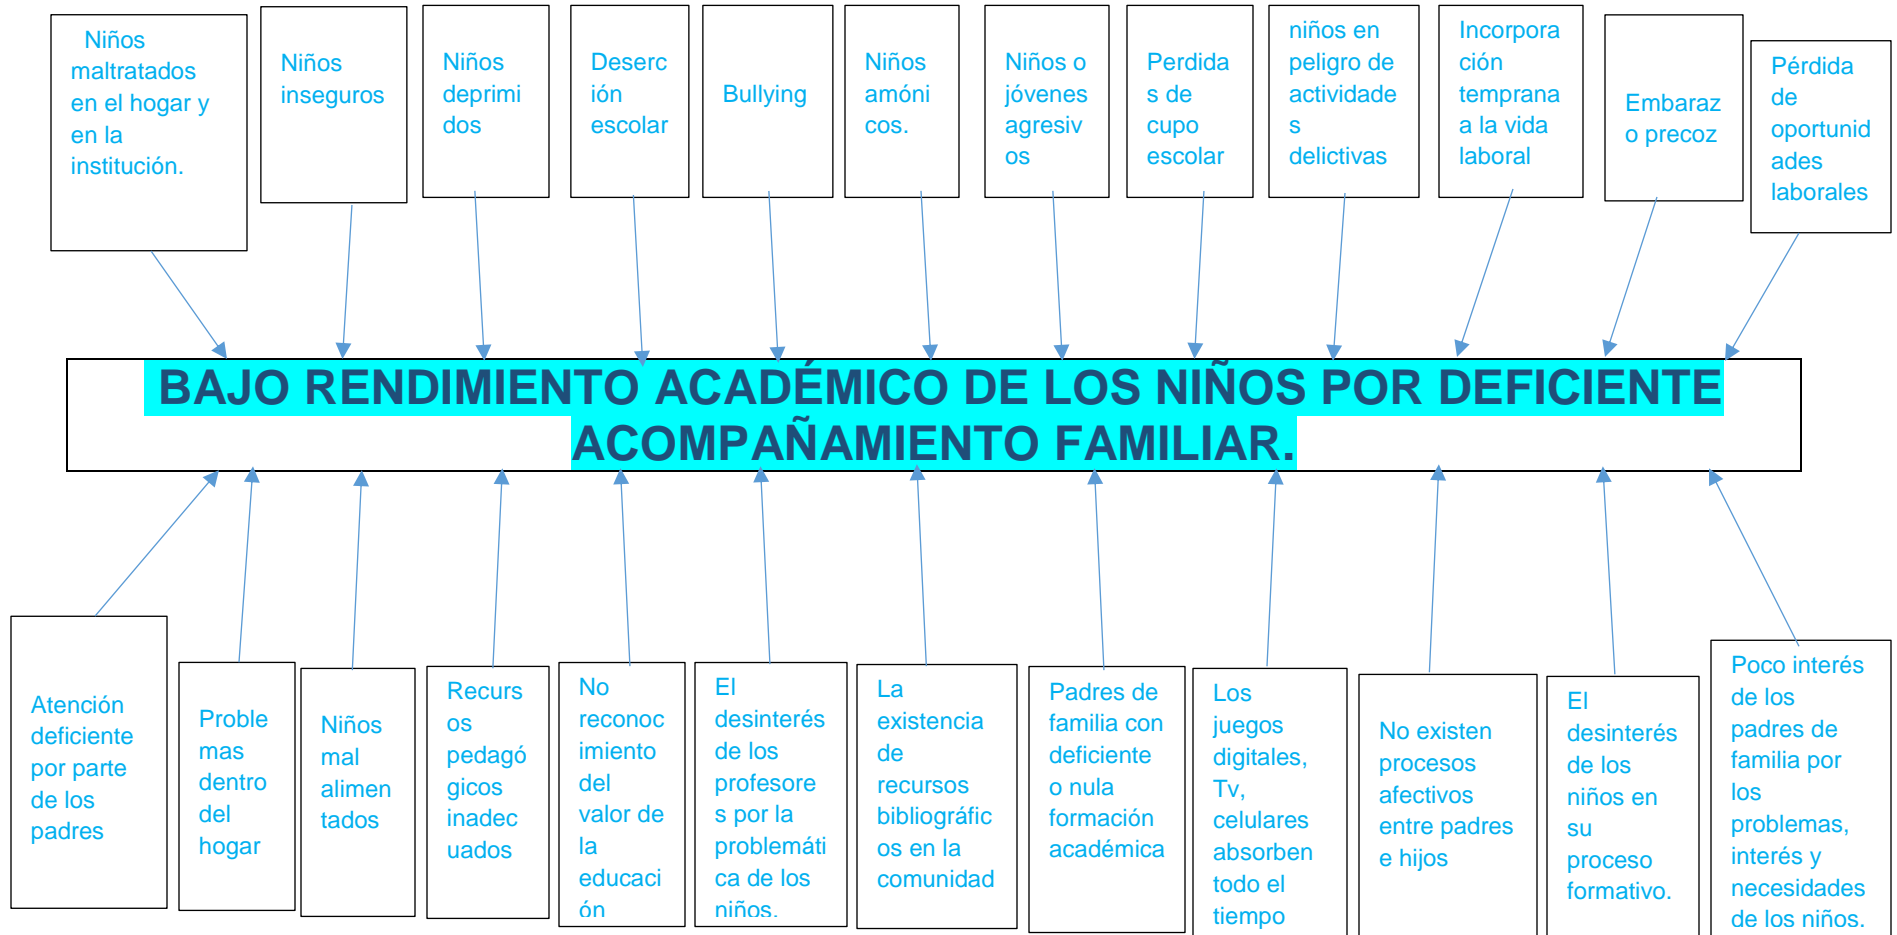 Niños
maltratados
en el hogar y
en la
institución.
Niños
inseguros
Niños
deprimi
dos
Deserc
ión
escolar
Bullying
Niños
amóni
cos.
Niños o
jóvenes
agresiv
os
Perdida
s de
cupo
escolar
niños en
peligro de
actividade
s
delictivas
Incorpora
ción
temprana
a la vida
laboral
Embaraz
o precoz
Pérdida
de
oportunid
ades
laborales
BAJO RENDIMIENTO ACADÉMICO DE LOS NIÑOS POR DEFICIENTE
ACOMPAÑAMIENTO FAMILIAR.
Atención
deficiente
por parte
de los
padres
Proble
mas
dentro
del
hogar
Niños
mal
alimen
tados
Recurs
os
pedagó
gicos
inadec
uados
No
reconoc
imiento
del
valor de
la
educaci
ón
El
desinterés
de los
profesore
s por la
problemáti
ca de los
niños.
La
existencia
de
recursos
bibliográfic
os en la
comunidad
Padres de
familia con
deficiente
o nula
formación
académica
Los
juegos
digitales,
Tv,
celulares
absorben
todo el
tiempo
No existen
procesos
afectivos
entre padres
e hijos
El
desinterés
de los
niños en
su
proceso
formativo.
Poco interés
de los
padres de
familia por
los
problemas,
interés y
necesidades
de los niños.